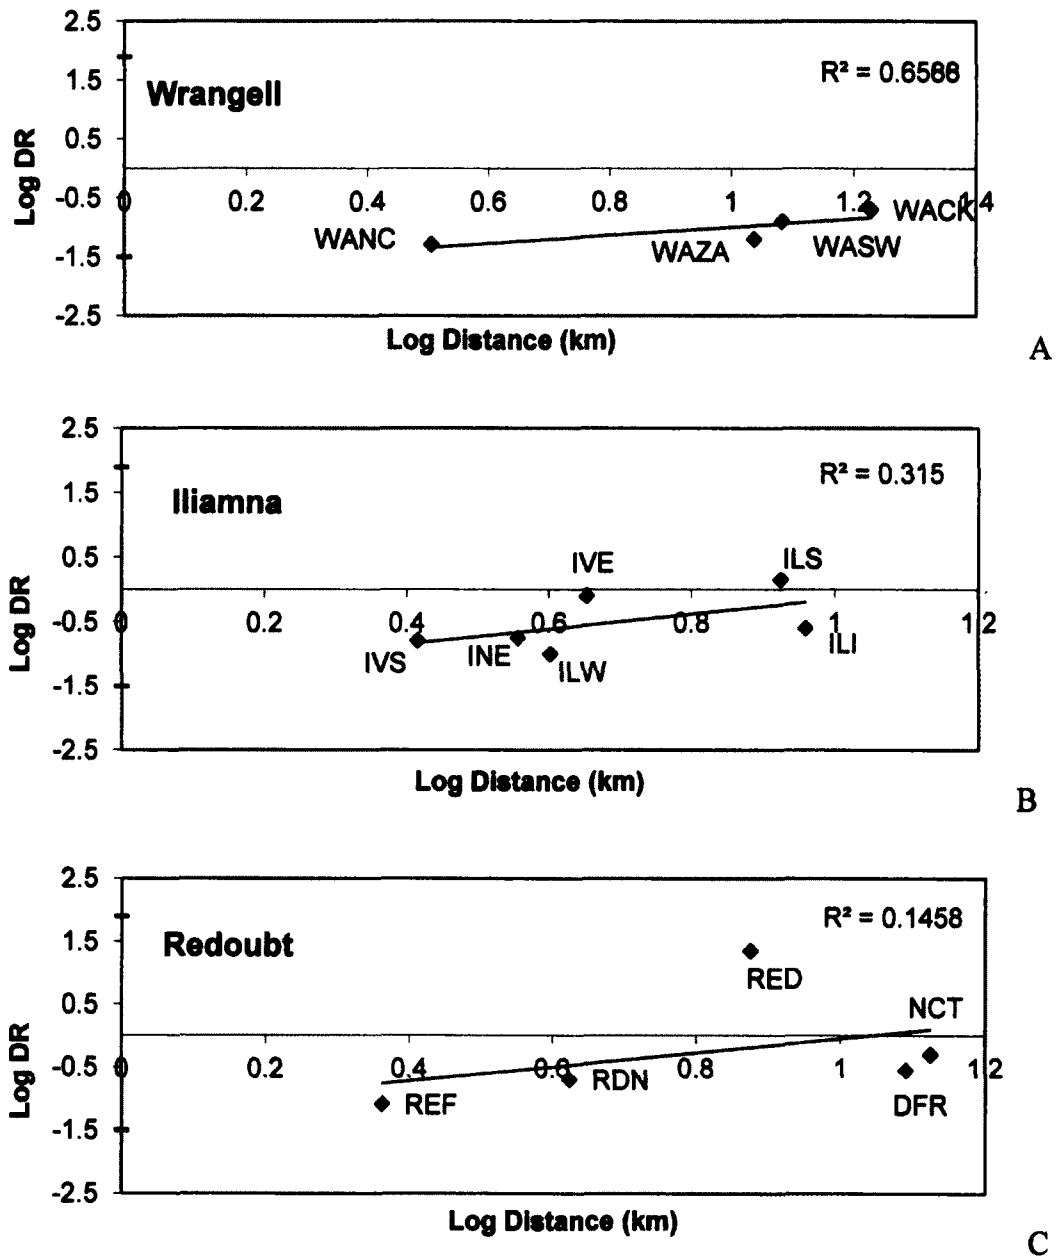 2.5
R² = 0.6566
1.5
Wrangell
0.5
Log DR
-0.5
0 0.2 0.4 0.6 0.8 1 1.2 1.4
WACK
WANC
WAZA
WASW
-1.5
-2.5
Log Distance (km)
A
2.5
R² = 0.315
1.5
Iliamna
0.5
IVE
ILS
Log DR
-0.5
0 0.2 0.4 0.6 0.8 1 1.2
IVS
INE
ILW
ILI
-1.5
-2.5
Log Distance (km)
B
2.5
R² = 0.1458
1.5
Redoubt
RED
0.5
NCT
Log DR
-0.5
0 0.2 0.4 0.6 0.8 1 1.2
REF
RDN
DFR
-1.5
-2.5
Log Distance (km)
C